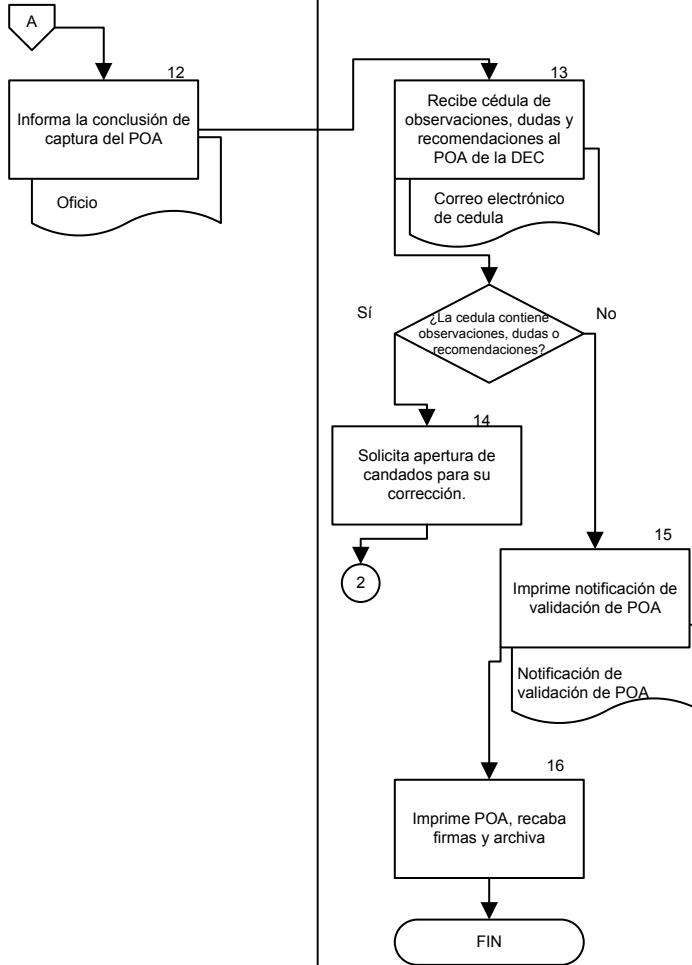 A
12
Informa la conclusión de
captura del POA
Oficio
13
Recibe cédula de
observaciones, dudas y
recomendaciones al
POA de la DEC
Correo electrónico
de cedula
Sí
¿La cedula contiene
observaciones, dudas o
recomendaciones?
No
14
Solicita apertura de
candados para su
corrección.
2
15
Imprime notificación de
validación de POA
Notificación de
validación de POA
16
Imprime POA, recaba
firmas y archiva
FIN